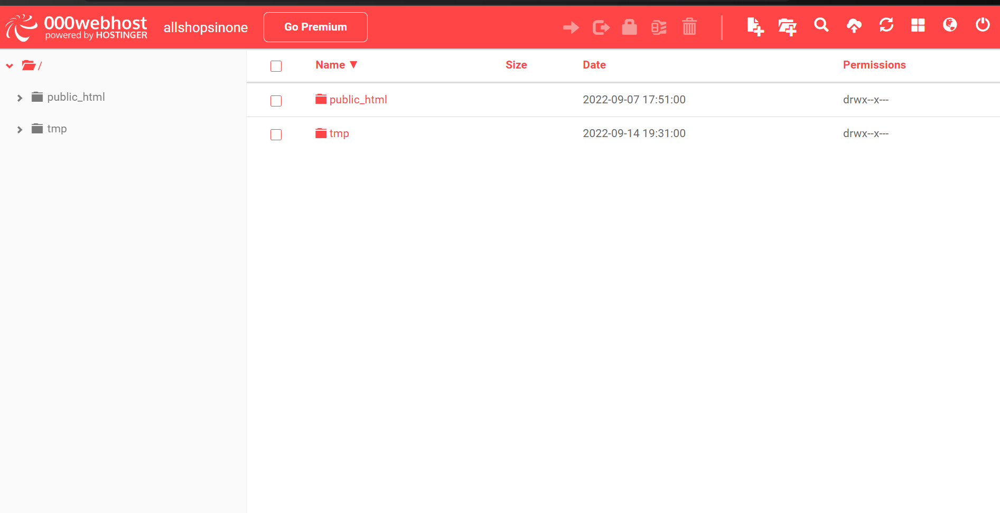 000webhost
powered by HOSTINGER
allshopsinone
Go Premium
/
public_html
tmp
Name ▼ Size Date Permissions
public_html 2022-09-07 17:51:00 drwx--x---
tmp 2022-09-14 19:31:00 drwx--x---